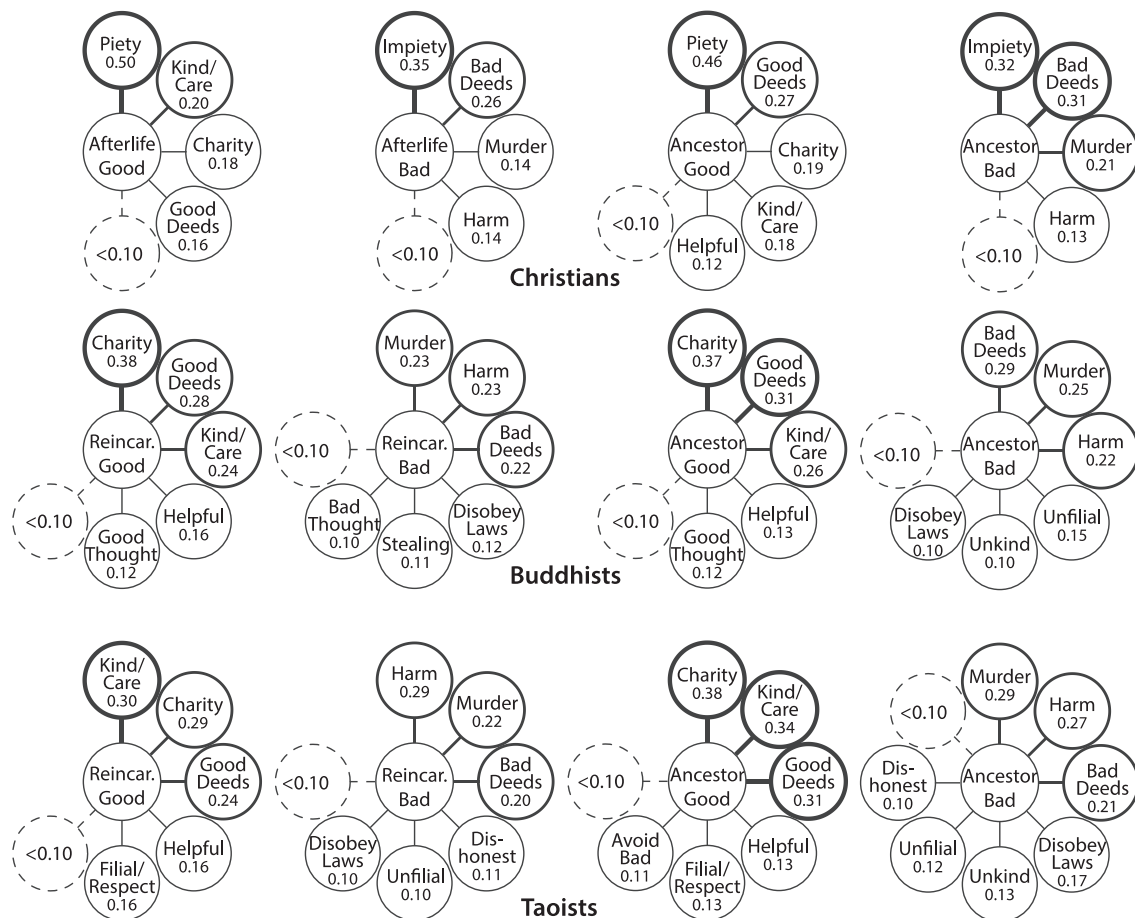 Piety
0.50
Kind/
Care
0.20
Afterlife
Good
Charity
0.18
Good
Deeds
0.16
<0.10
Impiety
0.35
Bad
Deeds
0.26
Afterlife
Bad
Murder
0.14
Harm
0.14
<0.10
Piety
0.46
Good
Deeds
0.27
Ancestor
Good
Charity
0.19
Kind/
Care
0.18
Helpful
0.12
<0.10
Impiety
0.32
Bad
Deeds
0.31
Ancestor
Bad
Murder
0.21
Harm
0.13
<0.10
Christians
Charity
0.38
Good
Deeds
0.28
Reincar.
Good
Kind/
Care
0.24
Helpful
0.16
Good
Thought
0.12
<0.10
Murder
0.23
Harm
0.23
Reincar.
Bad
Bad
Deeds
0.22
Disobey
Laws
0.12
Stealing
0.11
Bad
Thought
0.10
<0.10
Charity
0.37
Good
Deeds
0.31
Ancestor
Good
Kind/
Care
0.26
Helpful
0.13
Good
Thought
0.12
<0.10
Bad
Deeds
0.29
Murder
0.25
Ancestor
Bad
Harm
0.22
Unfilial
0.15
Unkind
0.10
Disobey
Laws
0.10
<0.10
Buddhists
Kind/
Care
0.30
Charity
0.29
Reincar.
Good
Good
Deeds
0.24
Helpful
0.16
Filial/
Respect
0.16
<0.10
Harm
0.29
Murder
0.22
Reincar.
Bad
Bad
Deeds
0.20
Dis-
honest
0.11
Unfilial
0.10
Disobey
Laws
0.10
<0.10
Charity
0.38
Kind/
Care
0.34
Ancestor
Good
Good
Deeds
0.31
Helpful
0.13
Filial/
Respect
0.13
Avoid
Bad
0.11
<0.10
Murder
0.29
Harm
0.27
Ancestor
Bad
Bad
Deeds
0.21
Disobey
Laws
0.17
Unkind
0.13
Unfilial
0.12
Dis-
honest
0.10
<0.10
Taoists